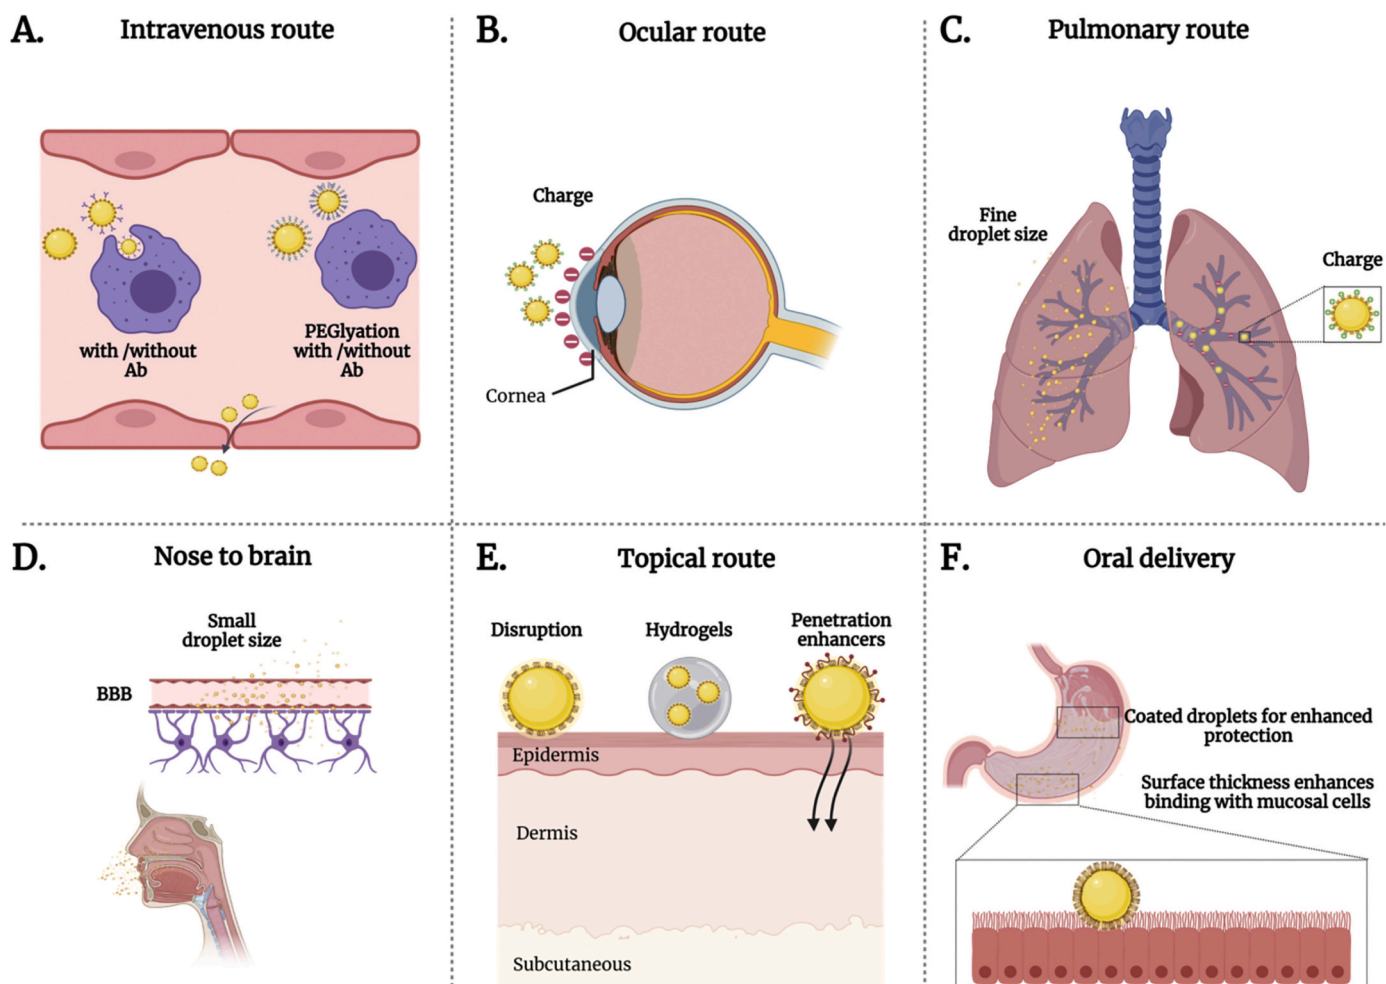 A.
Intravenous route
with /without
Ab
PEGlyation
with /without
Ab
B.
Ocular route
Charge
Cornea
C.
Pulmonary route
Fine
droplet size
Charge
D.
Nose to brain
Small
droplet size
BBB
E.
Topical route
Disruption
Hydrogels
Penetration
enhancers
Epidermis
Dermis
Subcutaneous
F.
Oral delivery
Coated droplets for enhanced
protection
Surface thickness enhances
binding with mucosal cells